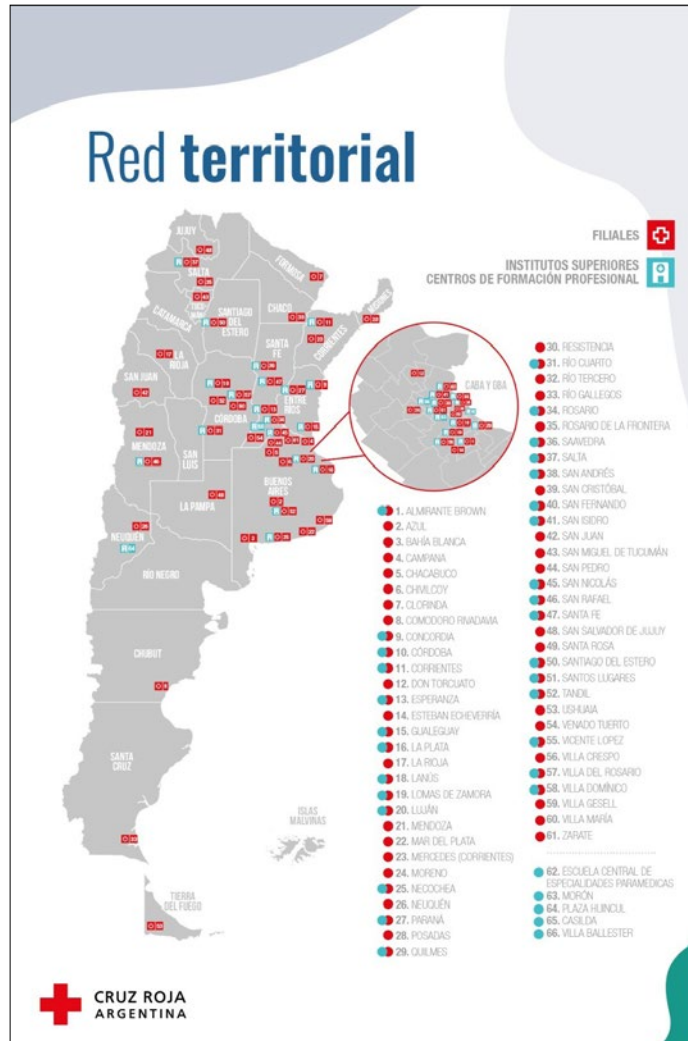 Red territorial
FILIALES
INSTITUTOS SUPERIORES
CENTROS DE FORMACIÓN PROFESIONAL
JUJUY
SALTA
FORMOSA
CHACO
MISIONES
CATAMARCA
SANTIAGO
DEL
ESTERO
CORRIENTES
SANTA
FE
LA
RIOJA
SAN JUAN
CÓRDOBA
ENTRE
RÍOS
MENDOZA
SAN
LUIS
BUENOS
AIRES
LA PAMPA
NEUQUÉN
RÍO NEGRO
CHUBUT
SANTA
CRUZ
ISLAS
MALVINAS
TIERRA
DEL FUEGO
CABA Y GBA
1. ALMIRANTE BROWN
2. AZUL
3. BAHÍA BLANCA
4. CAMPANA
5. CHACABUCO
6. CHIVILCOY
7. CLORINDA
8. COMODORO RIVADAVIA
9. CONCORDIA
10. CÓRDOBA
11. CORRIENTES
12. DON TORCUATO
13. ESPERANZA
14. ESTEBAN ECHEVERRÍA
15. GUALEGUAY
16. LA PLATA
17. LA RIOJA
18. LANÚS
19. LOMAS DE ZAMORA
20. LUJÁN
21. MENDOZA
22. MAR DEL PLATA
23. MERCEDES (CORRIENTES)
24. MORENO
25. NECOCHEA
26. NEUQUÉN
27. PARANÁ
28. POSADAS
29. QUILMES
30. RESISTENCIA
31. RÍO CUARTO
32. RÍO TERCERO
33. RÍO GALLEGOS
34. ROSARIO
35. ROSARIO DE LA FRONTERA
36. SAAVEDRA
37. SALTA
38. SAN ANDRÉS
39. SAN CRISTÓBAL
40. SAN FERNANDO
41. SAN ISIDRO
42. SAN JUAN
43. SAN MIGUEL DE TUCUMÁN
44. SAN PEDRO
45. SAN NICOLÁS
46. SAN RAFAEL
47. SANTA FE
48. SAN SALVADOR DE JUJUY
49. SANTA ROSA
50. SANTIAGO DEL ESTERO
51. SANTOS LUGARES
52. TANDIL
53. USHUAIA
54. VENADO TUERTO
55. VICENTE LOPEZ
56. VILLA CRESPO
57. VILLA DEL ROSARIO
58. VILLA DOMÍNICO
59. VILLA GESELL
60. VILLA MARÍA
61. ZARATE
62. ESCUELA CENTRAL DE
ESPECIALIDADES PARAMEDICAS
63. MORÓN
64. PLAZA HUINCUL
65. CASILDA
66. VILLA BALLESTER
CRUZ ROJA
ARGENTINA